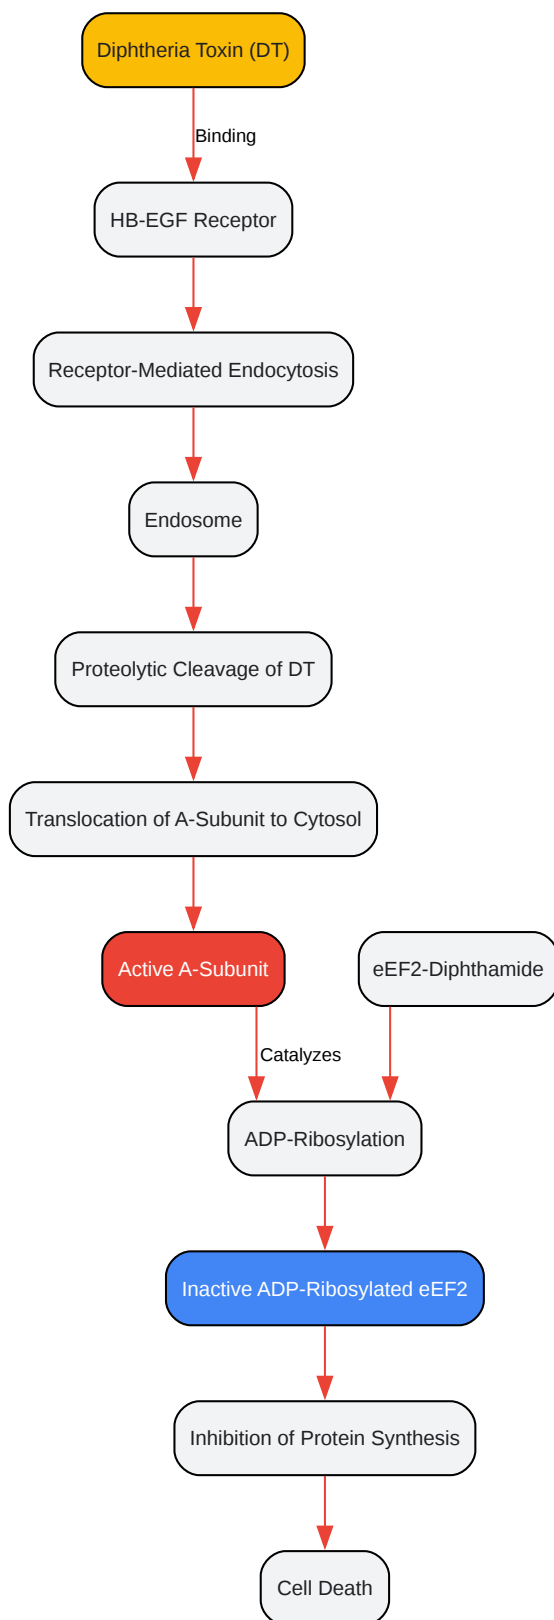 Diphtheria Toxin (DT)
Binding
HB-EGF Receptor
Receptor-Mediated Endocytosis
Endosome
Proteolytic Cleavage of DT
Translocation of A-Subunit to Cytosol
Active A-Subunit
eEF2-Diphthamide
Catalyzes
ADP-Ribosylation
Inactive ADP-Ribosylated eEF2
Inhibition of Protein Synthesis
Cell Death